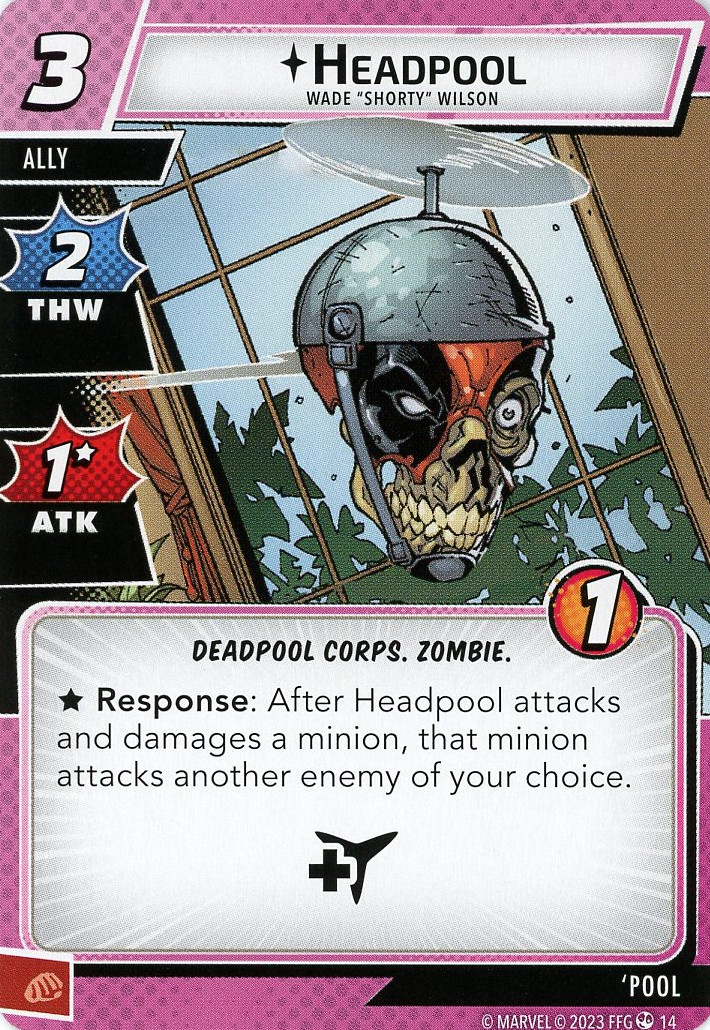 3
HEADPOOL
WADE "SHORTY" WILSON
ALLY
2
THW
1
ATK
1
DEADPOOL CORPS. ZOMBIE.
★ Response: After Headpool attacks
and damages a minion, that minion
attacks another enemy of your choice.
'POOL
© MARVEL © 2023 FFG 14